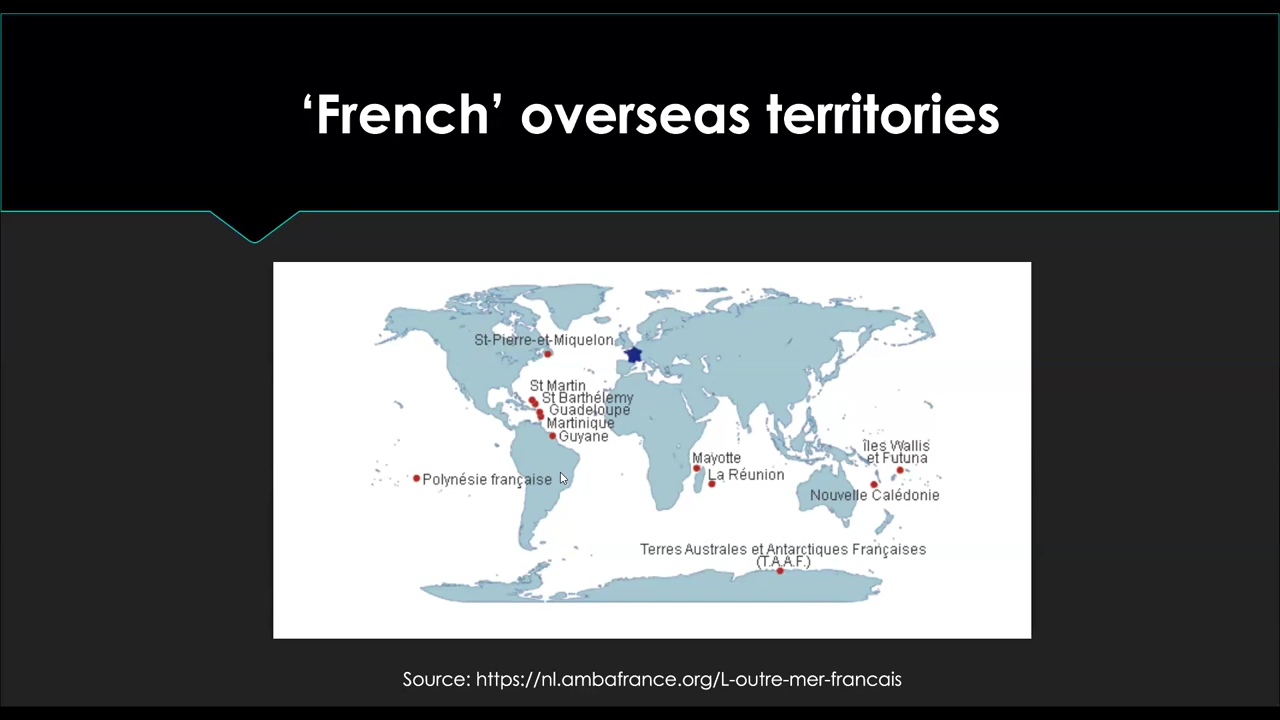 ‘French’ overseas territories
St-Pierre-et-Miquelon
St Martin
St Barthélemy
Guadeloupe
Martinique
Guyane
Mayotte
La Réunion
îles Wallis
et Futuna
Polynésie française
Nouvelle Calédonie
Terres Australes et Antarctiques Françaises
(T.A.A.F.)
Source: https://nl.ambafrance.org/L-outre-mer-francais